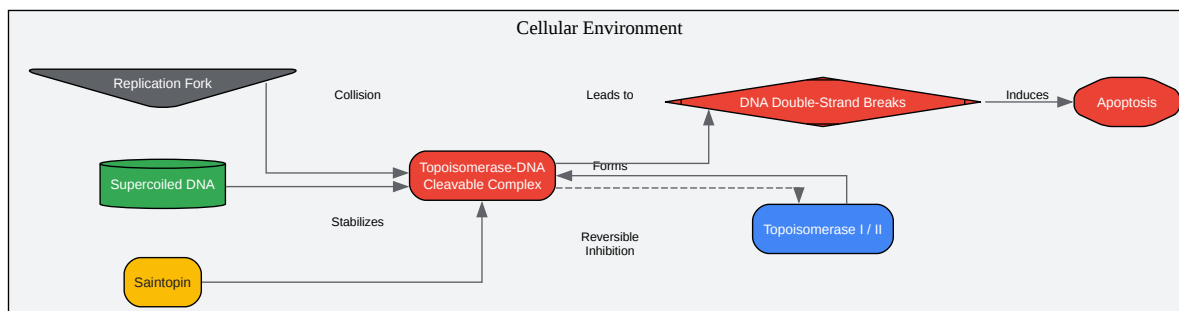 Cellular Environment
Replication Fork
Collision
Leads to
DNA Double-Strand Breaks
Induces
Apoptosis
Supercoiled DNA
Topoisomerase-DNA
Cleavable Complex
Forms
Stabilizes
Reversible
Inhibition
Topoisomerase I / II
Saintopin